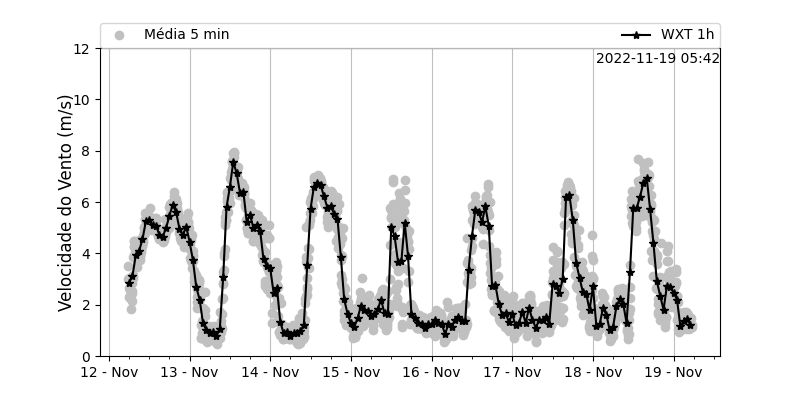 Média 5 min
WXT 1h
2022-11-19 05:42
Velocidade do Vento (m/s)
12
10
8
6
4
2
0
12 - Nov
13 - Nov
14 - Nov
15 - Nov
16 - Nov
17 - Nov
18 - Nov
19 - Nov